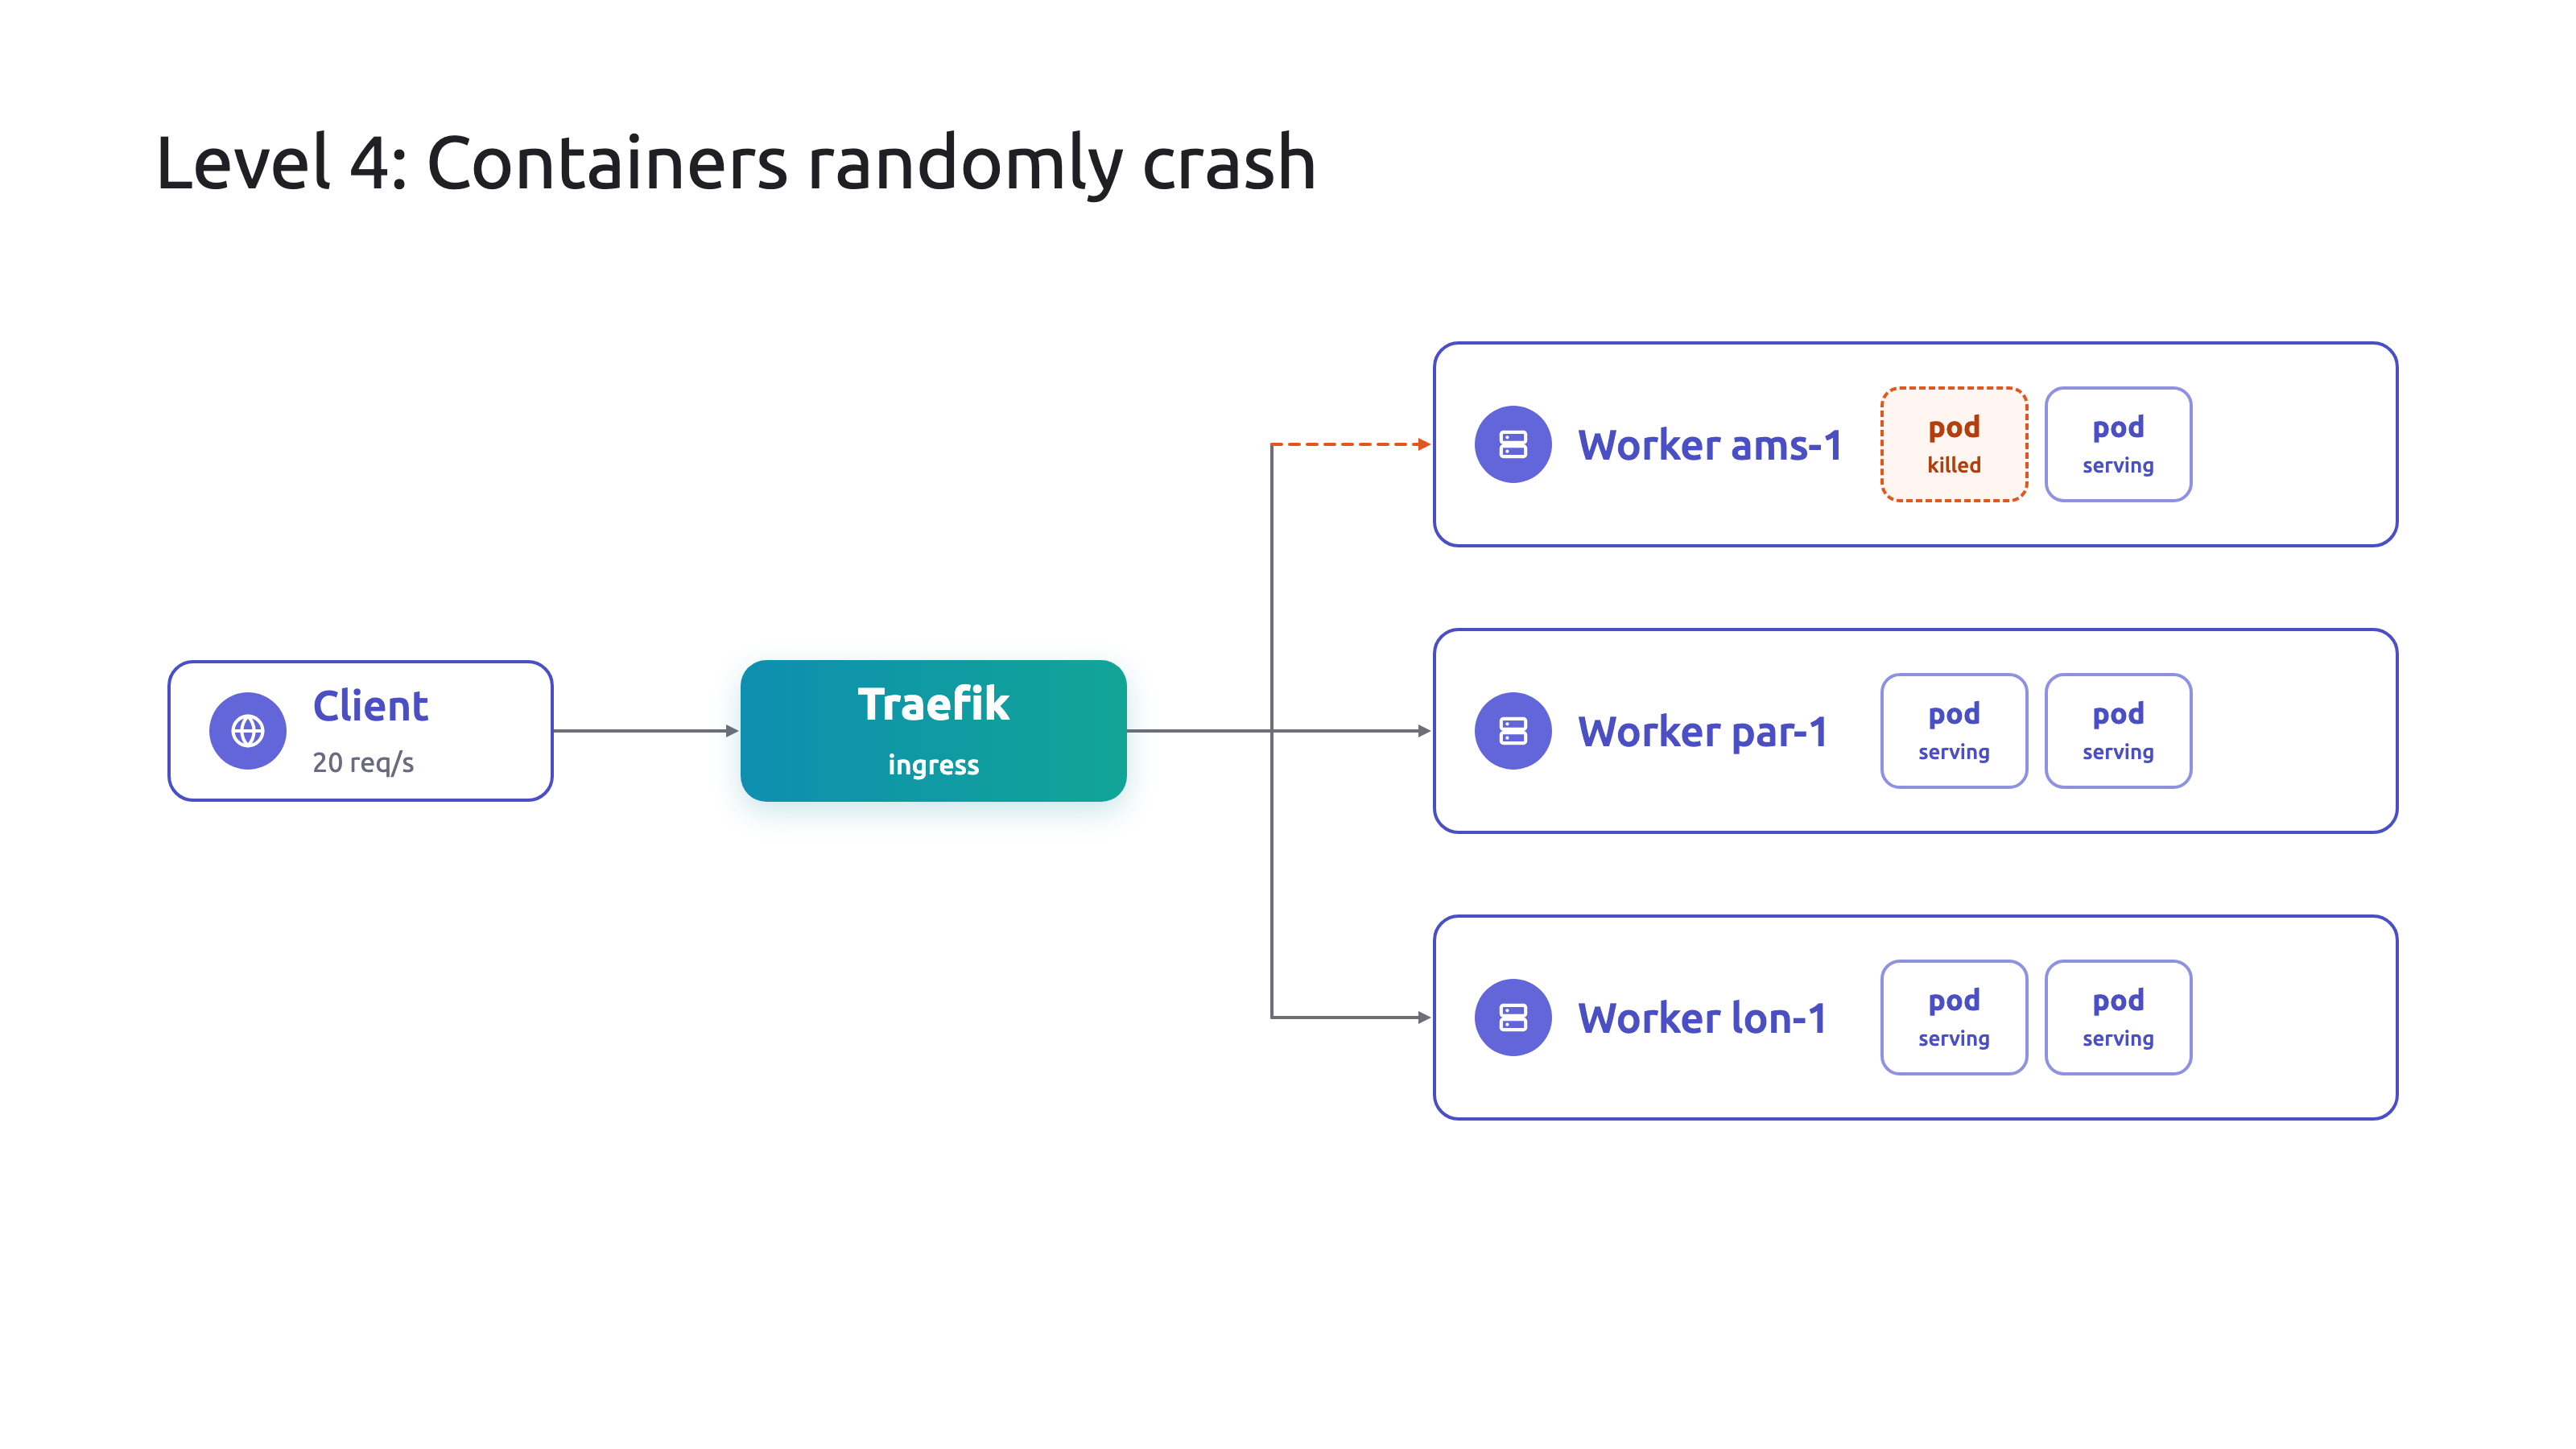 Level 4: Containers randomly crash
Client
20 req/s
Traefik
ingress
Worker ams-1
pod
killed
pod
serving
Worker par-1
pod
serving
pod
serving
Worker lon-1
pod
serving
pod
serving